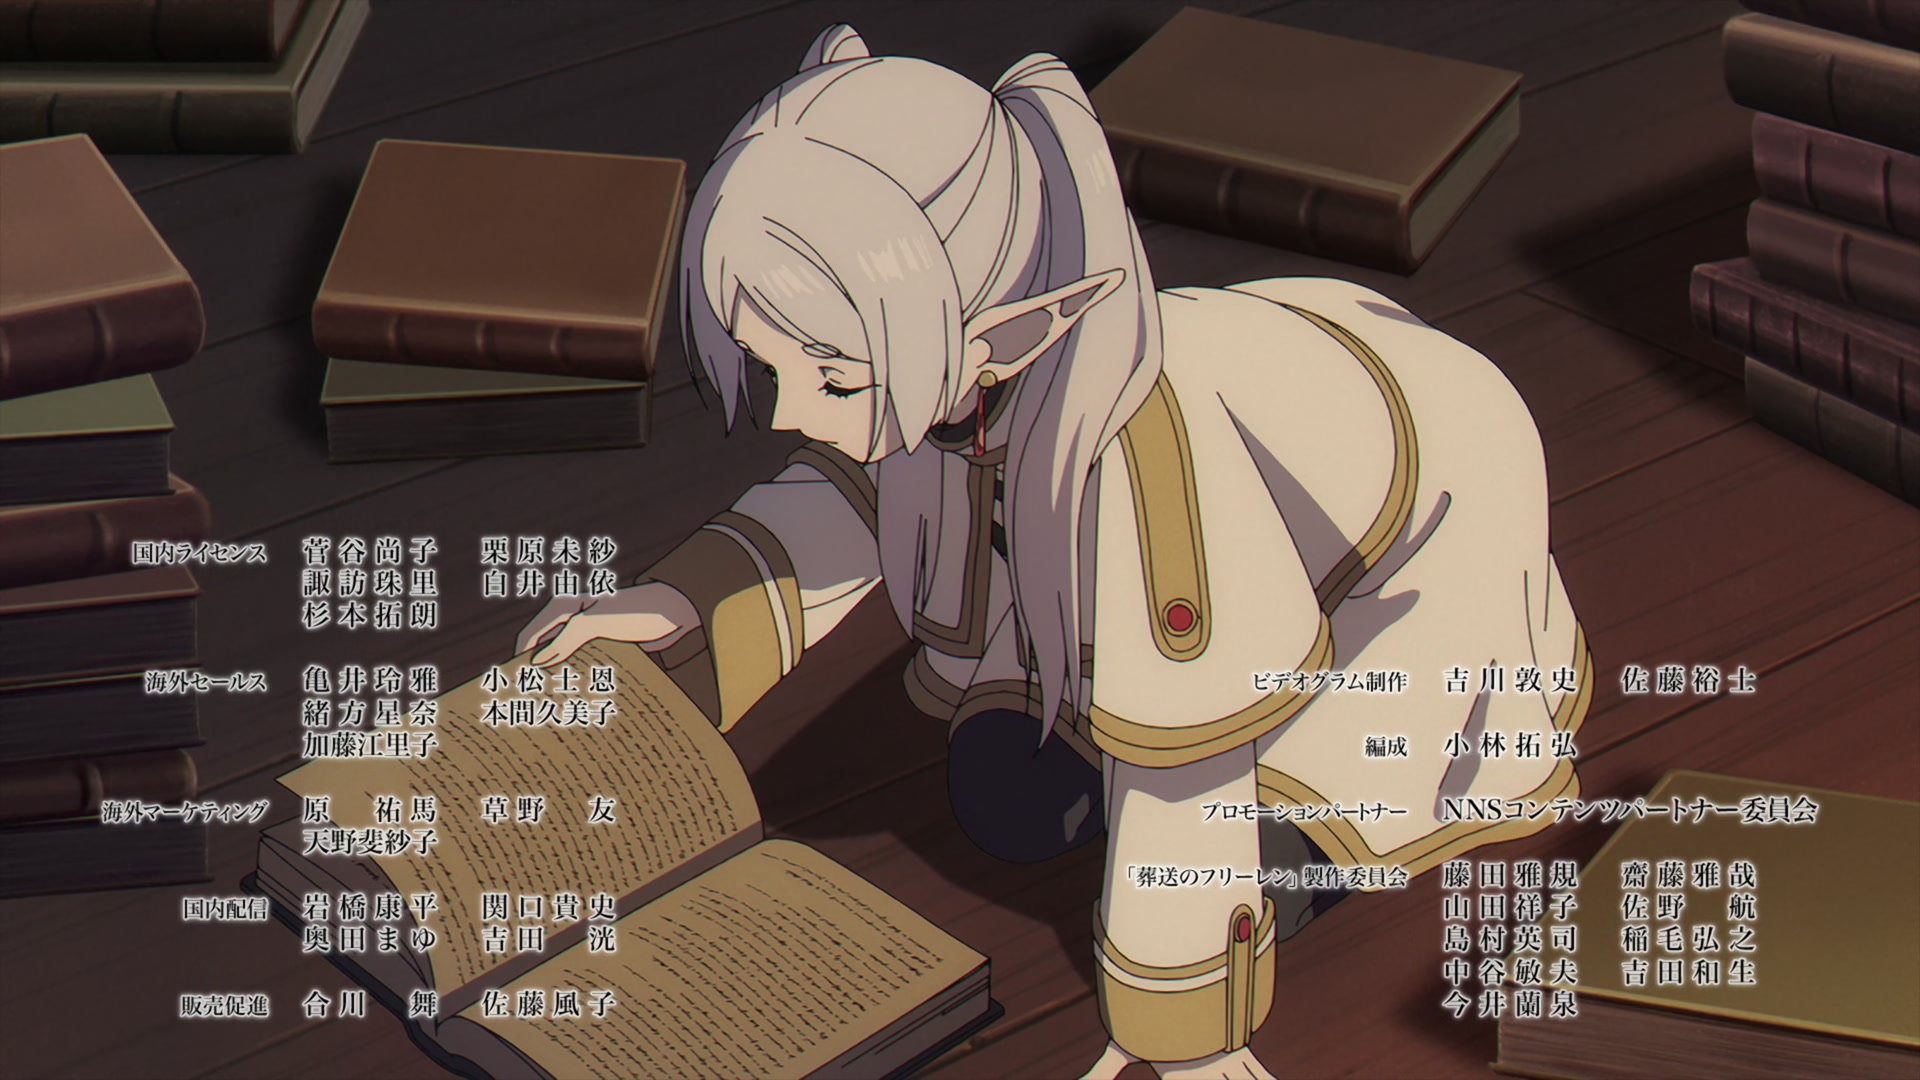 国内ライセンス 菅谷尚子 栗原未紗
諏訪珠里 白井由依
杉本拓朗
海外セールス 亀井玲雅 小松士恩
緒方星奈 本間久美子
加藤江里子
海外マーケティング 原 祐馬 草野 友
天野斐紗子
国内配信 岩橋康平 関口貴史
奥田まゆ 吉田 洸
販売促進 合川 舞 佐藤風子
ビデオグラム制作 吉川敦史 佐藤裕士
編成 小林拓弘
プロモーションパートナー NNSコンテンツパートナー委員会
「葬送のフリーレン」製作委員会 藤田雅規 齋藤雅哉
山田祥子 佐野 航
島村英司 稲毛弘之
中谷敏夫 吉田和生
今井蘭泉